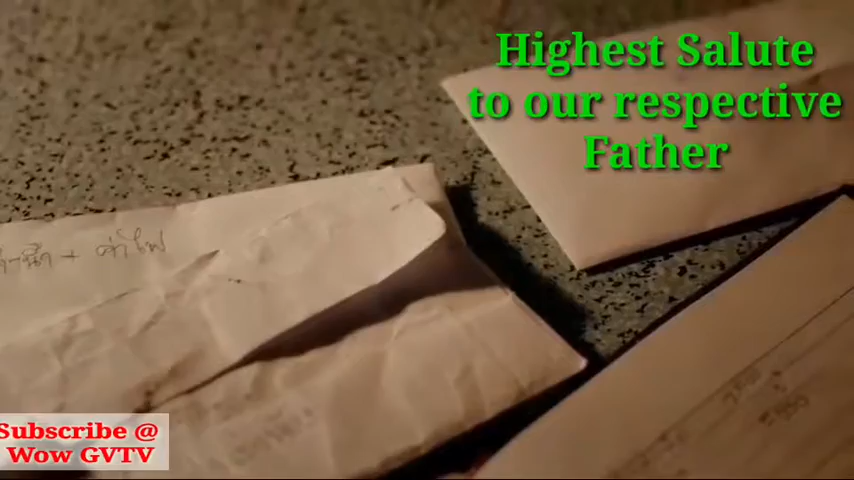 Highest Salute
to our respective
Father
ค่าไฟ
Subscribe @
Wow GVTV